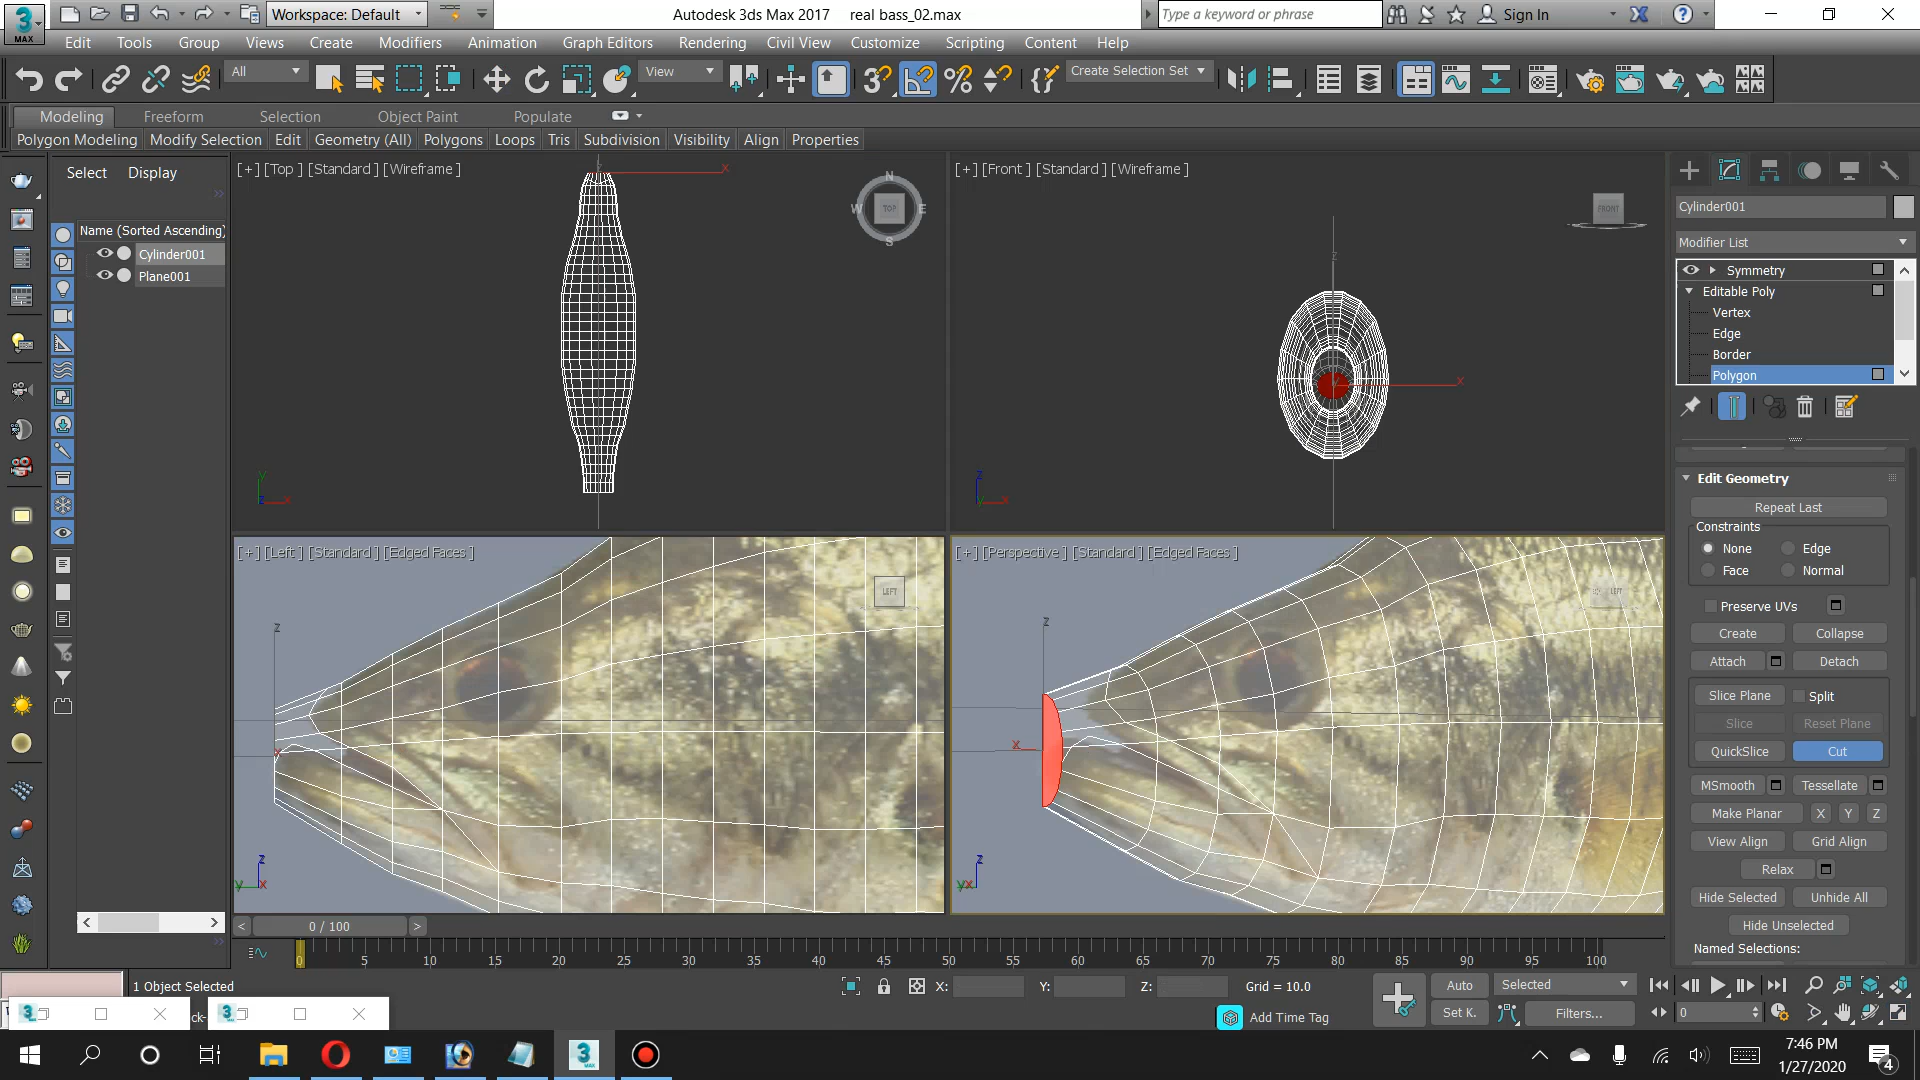 Workspace: Default
Autodesk 3ds Max 2017 real bass_02.max
Type a keyword or phrase
Sign In
MAX
Edit Tools Group Views Create Modifiers Animation Graph Editors Rendering Civil View Customize Scripting Content Help
All View Create Selection Set
Modeling Freeform Selection Object Paint Populate
Polygon Modeling Modify Selection Edit Geometry (All) Polygons Loops Tris Subdivision Visibility Align Properties
Select Display
Name (Sorted Ascending)
Cylinder001
Plane001
[+] [Top ] [Standard ] [Wireframe ]
[+] [Front ] [Standard ] [Wireframe ]
[+] [Left ] [Standard ] [Edged Faces ]
[+] [Perspective ] [Standard ] [Edged Faces ]
N
W TOP E
S
FRONT
LEFT
LEFT
Cylinder001
Modifier List
Symmetry
Editable Poly
Vertex
Edge
Border
Polygon
Edit Geometry
Repeat Last
Constraints
None Edge
Face Normal
Preserve UVs
Create Collapse
Attach Detach
Slice Plane Split
Slice Reset Plane
QuickSlice Cut
MSmooth Tessellate
Make Planar X Y Z
View Align Grid Align
Relax
Hide Selected Unhide All
Hide Unselected
Named Selections:
< 0 / 100 >
0 5 10 15 20 25 30 35 40 45 50 55 60 65 70 75 80 85 90 95 100
1 Object Selected
X: Y: Z: Grid = 10.0
Auto Selected
Add Time Tag
Set K. Filters...
0
ck-
7:46 PM
1/27/2020
4